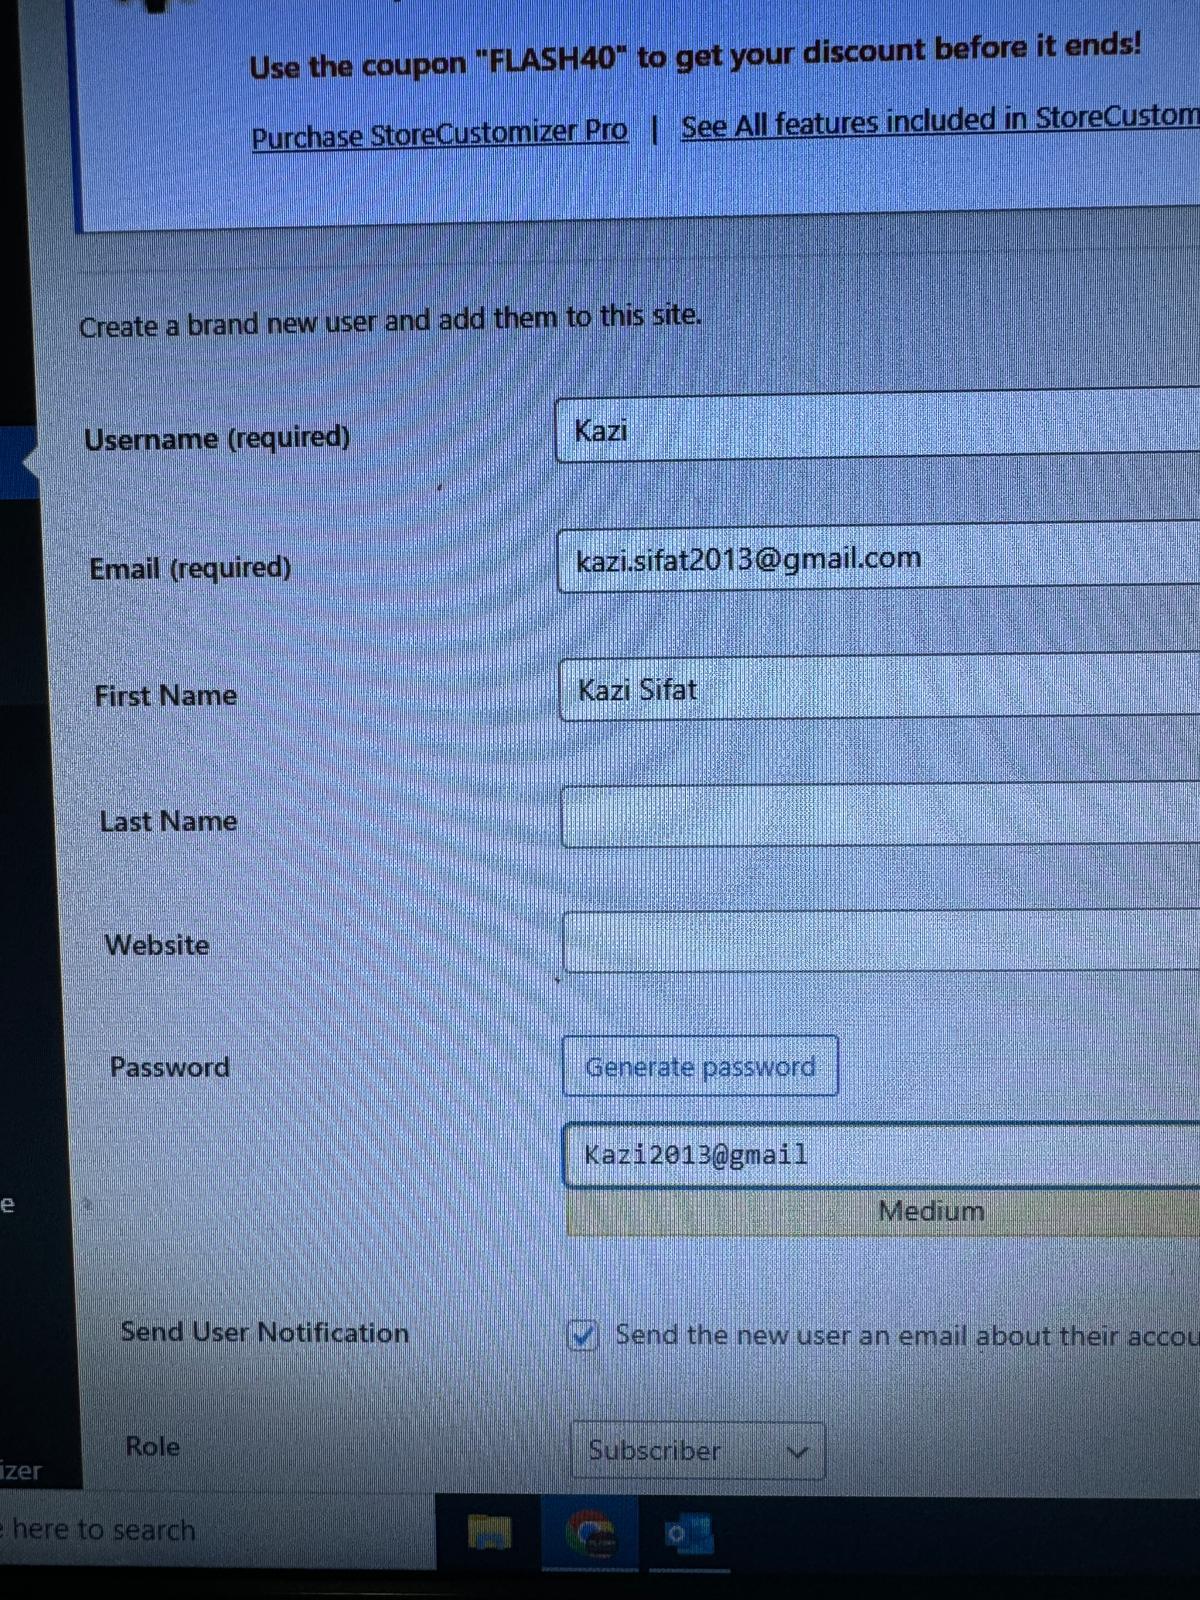 Use the coupon "FLASH40" to get your discount before it ends!
Purchase StoreCustomizer Pro | See All features included in StoreCustom
Create a brand new user and add them to this site.
Username (required)
Kazi
Email (required)
kazi.sifat2013@gmail.com
First Name
Kazi Sifat
Last Name
Website
Password
Generate password
Kazi2013@gmail
e
Medium
Send User Notification
Send the new user an email about their accou
Role
Subscriber
izer
here to search